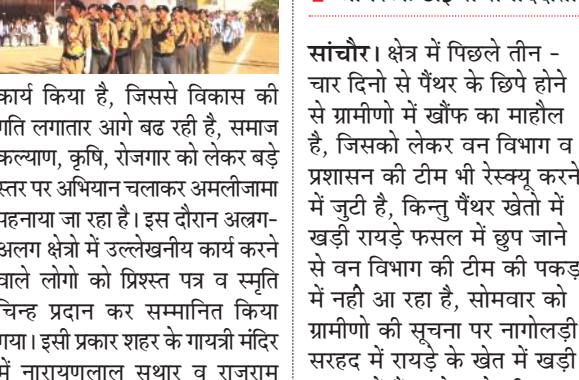 कार्य किया है, जिससे विकास की
गति लगातार आगे बढ रही है, समाज
कल्याण, कृषि, रोजगार को लेकर बड़े
स्तर पर अभियान चलाकर अमलीजामा
पहनाया जा रहा है। इस दौरान अलग-
अलग क्षेत्रो में उल्लेखनीय कार्य करने
वाले लोगो को प्रिश्स्त पत्र व स्मृति
चिन्ह प्रदान कर सम्मानित किया
गया। इसी प्रकार शहर के गायत्री मंदिर
में नारायणलाल सुथार व राजूराम
सांचौर। क्षेत्र में पिछले तीन -
चार दिनो से पैंथर के छिपे होने
से ग्रामीणो में खौंफ का माहौल
है, जिसको लेकर वन विभाग व
प्रशासन की टीम भी रेस्क्यू करने
में जुटी है, किन्तु पैंथर खेतो में
खड़ी रायड़े फसल में छुप जाने
से वन विभाग की टीम की पकड़
में नही आ रहा है, सोमवार को
ग्रामीणो की सूचना पर नागोलड़ी
सरहद में रायड़े के खेत में खड़ी